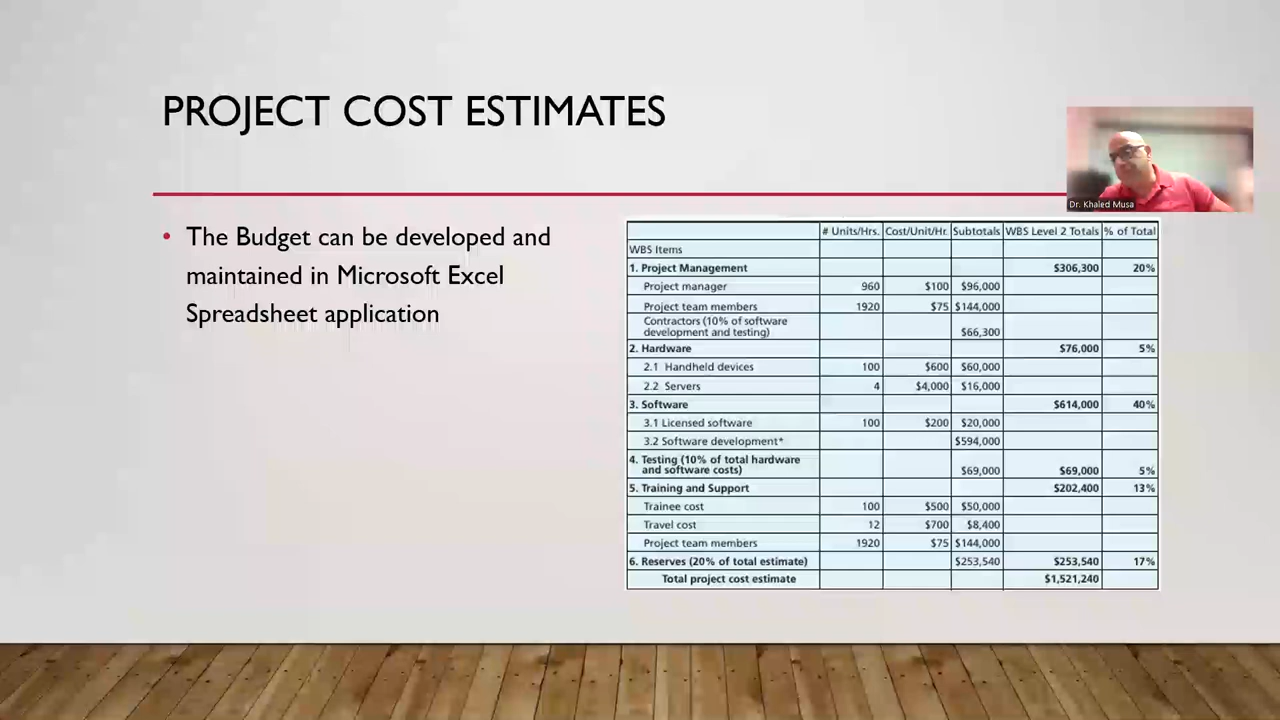 PROJECT COST ESTIMATES
Dr. Khaled Musa
• The Budget can be developed and
maintained in Microsoft Excel
Spreadsheet application
# Units/Hrs. Cost/Unit/Hr. Subtotals WBS Level 2 Totals % of Total
WBS Items
1. Project Management $306,300 20%
Project manager 960 $100 $96,000
Project team members 1920 $75 $144,000
Contractors (10% of software
development and testing) $66,300
2. Hardware $76,000 5%
2.1 Handheld devices 100 $600 $60,000
2.2 Servers 4 $4,000 $16,000
3. Software $614,000 40%
3.1 Licensed software 100 $200 $20,000
3.2 Software development* $594,000
4. Testing (10% of total hardware
and software costs) $69,000 $69,000 5%
5. Training and Support $202,400 13%
Trainee cost 100 $500 $50,000
Travel cost 12 $700 $8,400
Project team members 1920 $75 $144,000
6. Reserves (20% of total estimate) $253,540 $253,540 17%
Total project cost estimate $1,521,240